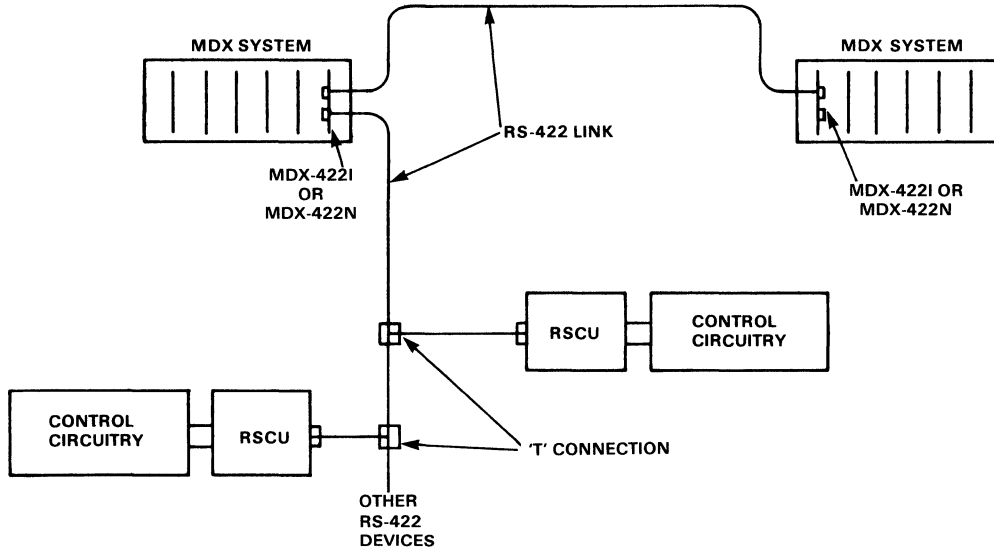 MDX SYSTEM
MDX SYSTEM
RS-422 LINK
MDX-422I
OR
MDX-422N
MDX-422I OR
MDX-422N
RSCU
CONTROL
CIRCUITRY
CONTROL
CIRCUITRY
RSCU
'T' CONNECTION
OTHER
RS-422
DEVICES